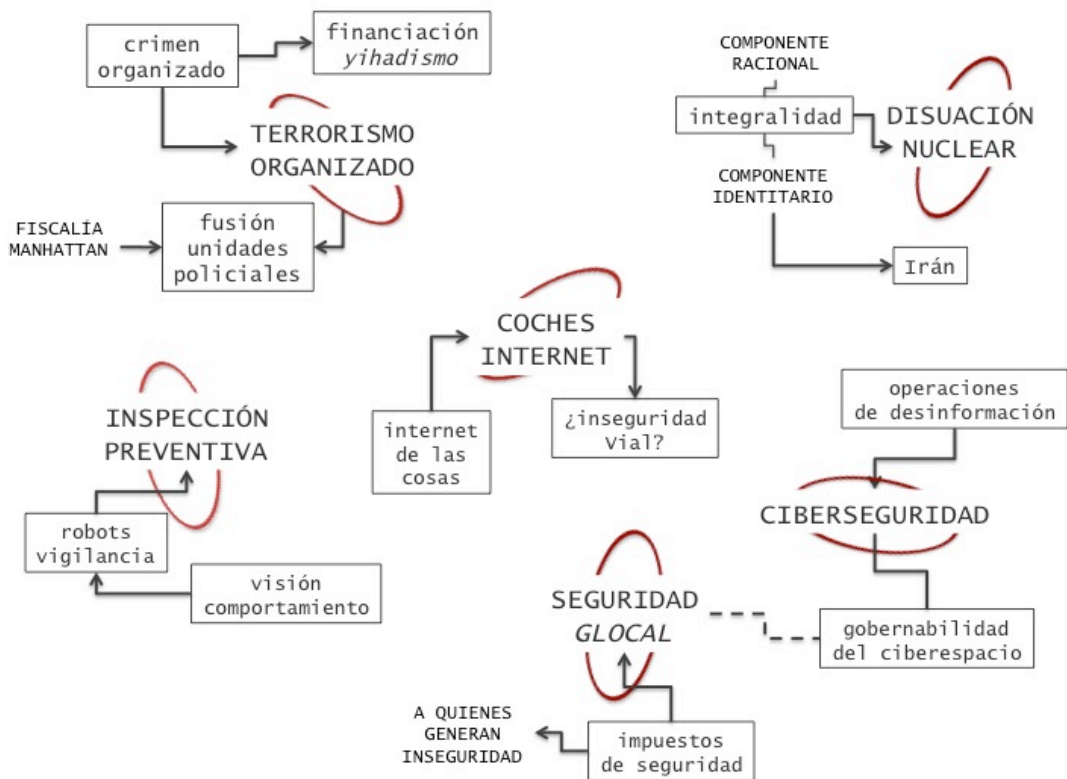 crimen
organizado
financiación
yihadismo
TERRORISMO
ORGANIZADO
FISCALÍA
MANHATTAN
fusión
unidades
policiales
COMPONENTE
RACIONAL
integralidad
DISUACIÓN
NUCLEAR
COMPONENTE
IDENTITARIO
Irán
COCHES
INTERNET
internet
de las
cosas
¿inseguridad
Vial?
INSPECCIÓN
PREVENTIVA
robots
vigilancia
visión
comportamiento
operaciones
de desinformación
CIBERSEGURIDAD
gobernabilidad
del ciberespacio
SEGURIDAD
GLOCAL
A QUIENES
GENERAN
INSEGURIDAD
impuestos
de seguridad